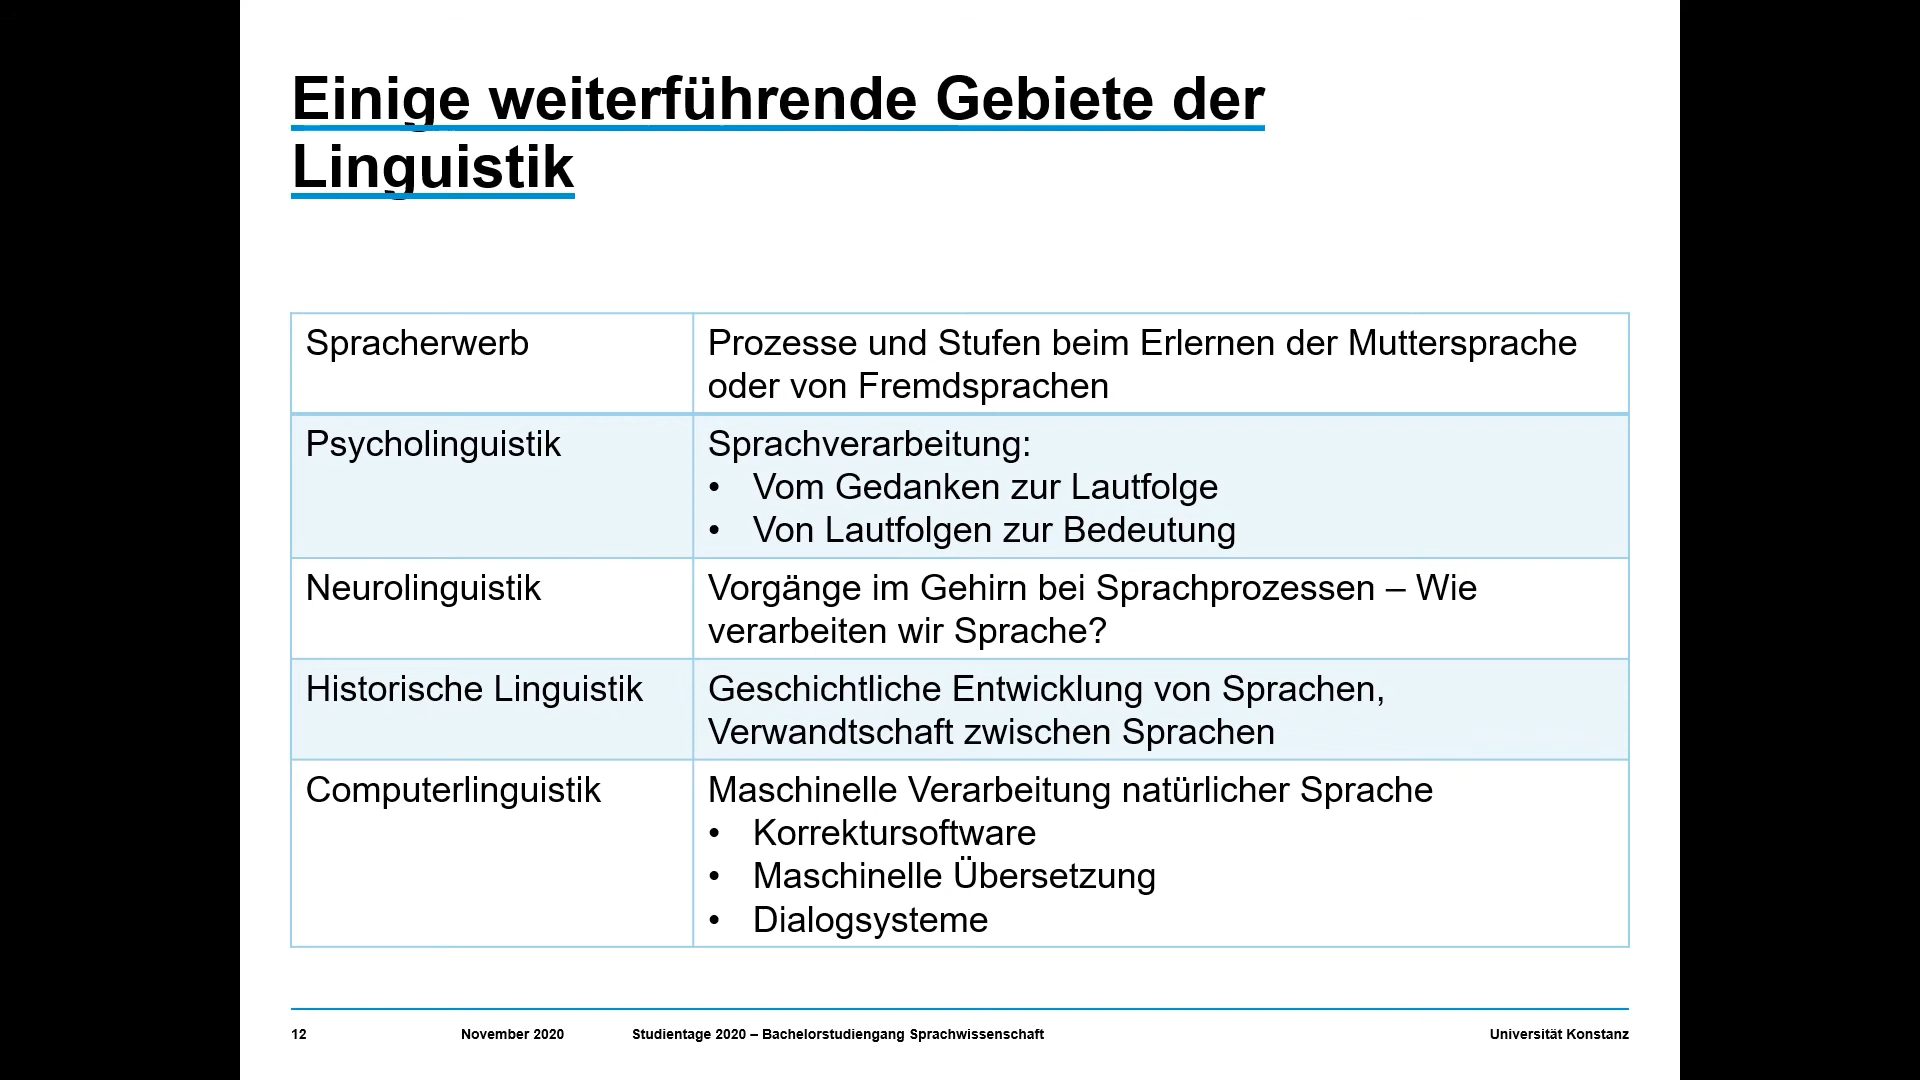 Einige weiterführende Gebiete der
Linguistik
Spracherwerb
Prozesse und Stufen beim Erlernen der Muttersprache
oder von Fremdsprachen
Psycholinguistik
Sprachverarbeitung:
• Vom Gedanken zur Lautfolge
• Von Lautfolgen zur Bedeutung
Neurolinguistik
Vorgänge im Gehirn bei Sprachprozessen – Wie
verarbeiten wir Sprache?
Historische Linguistik
Geschichtliche Entwicklung von Sprachen,
Verwandtschaft zwischen Sprachen
Computerlinguistik
Maschinelle Verarbeitung natürlicher Sprache
• Korrektursoftware
• Maschinelle Übersetzung
• Dialogsysteme
12 November 2020 Studientage 2020 – Bachelorstudiengang Sprachwissenschaft Universität Konstanz